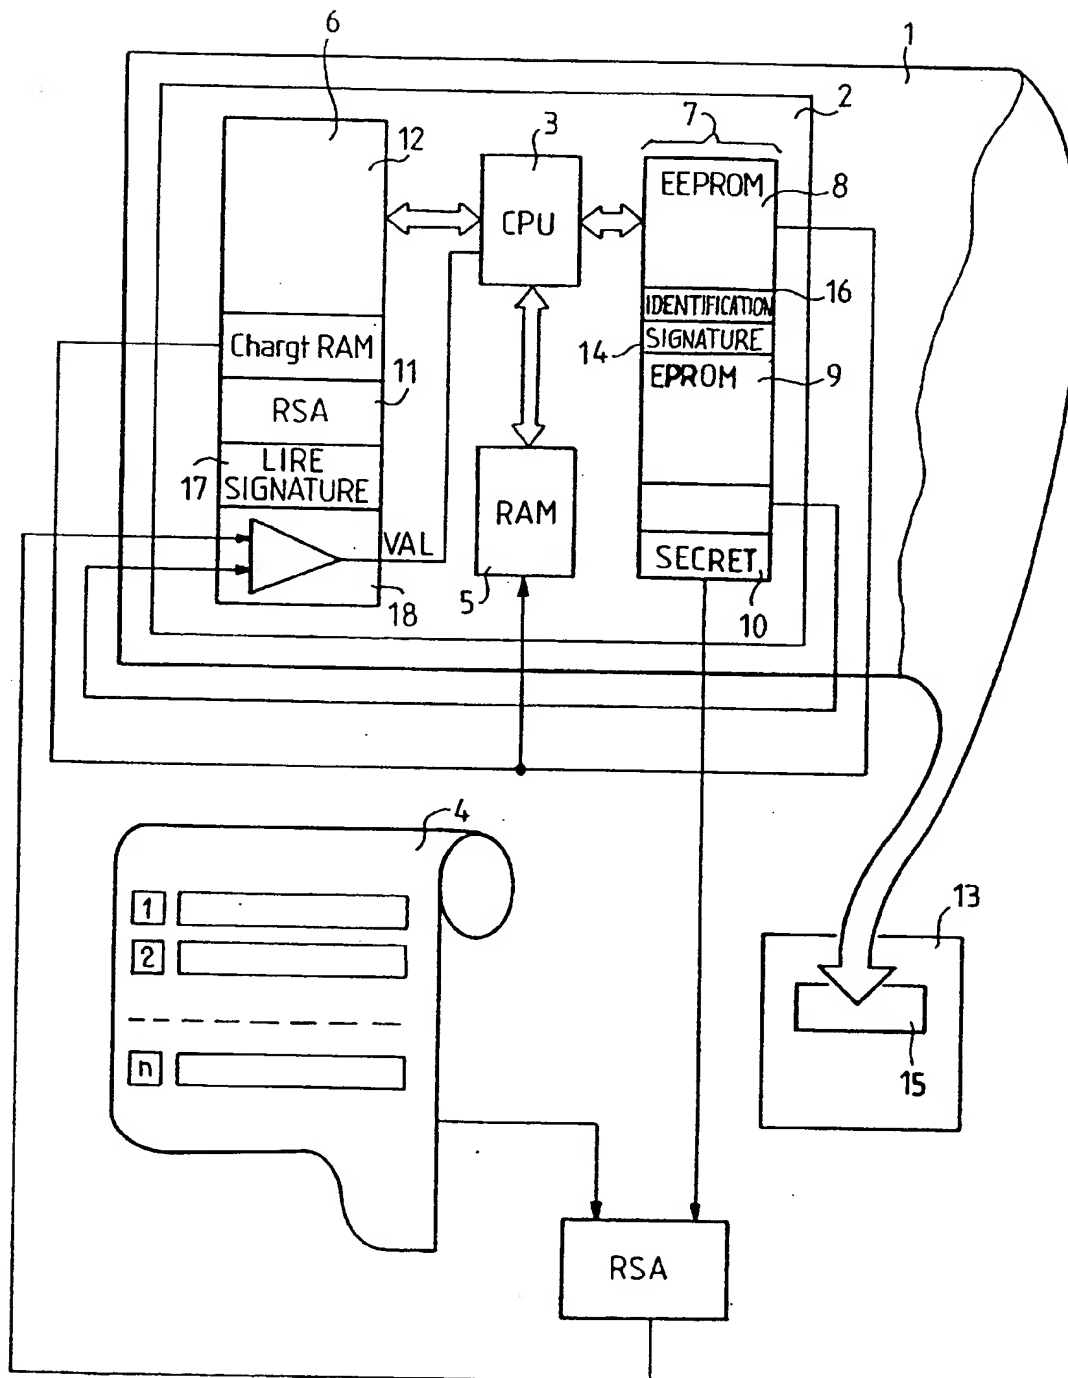 6
1
2
7
3
12
EEPROM
8
CPU
16
IDENTIFICATION
SIGNATURE
14
Chargt RAM
EPROM
9
11
RSA
LIRE
17
SIGNATURE
RAM
VAL
SECRET
5
18
10
4
1
2
13
n
15
RSA